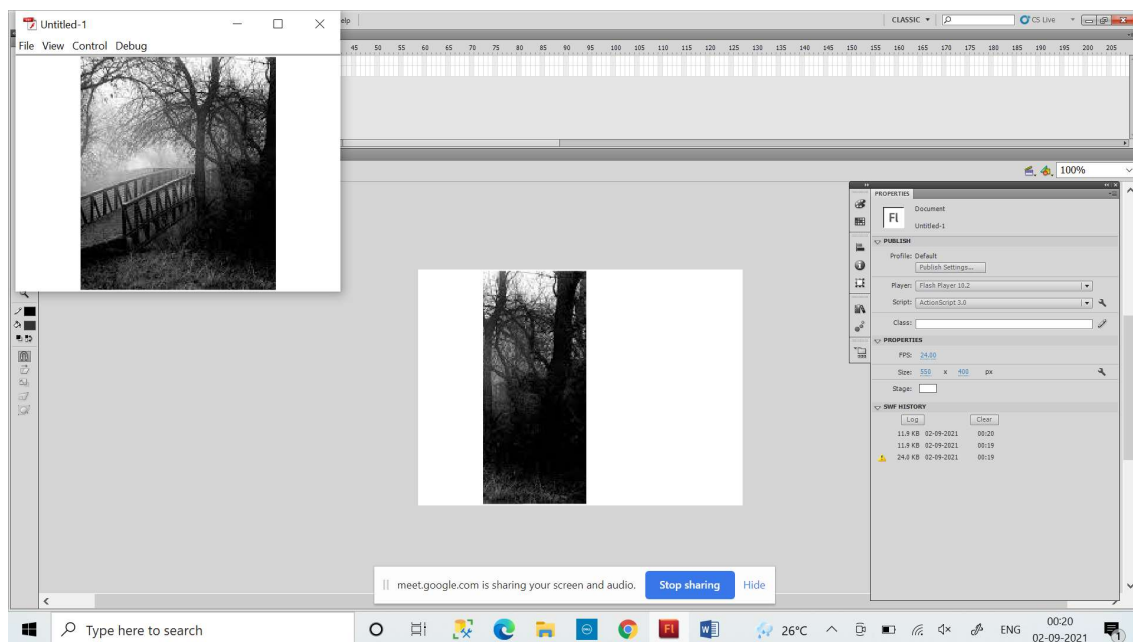 Untitled-1
elp
CLASSIC
CS Live
File View Control Debug
45 50 55 60 65 70 75 80 85 90 95 100 105 110 115 120 125 130 135 140 145 150 155 160 165 170 175 180 185 190 195 200 205
100%
PROPERTIES
Fl
Document
Untitled-1
PUBLISH
Profile: Default
Publish Settings...
Player: Flash Player 10.2
Script: ActionScript 3.0
Class:
PROPERTIES
FPS: 24.00
Size: 550 x 400 px
Stage:
SWF HISTORY
Log Clear
11.9 KB 02-09-2021 00:20
11.9 KB 02-09-2021 00:19
24.0 KB 02-09-2021 00:19
meet.google.com is sharing your screen and audio. Stop sharing Hide
Type here to search
Fl
W
26°C
ENG
00:20
02-09-2021
1